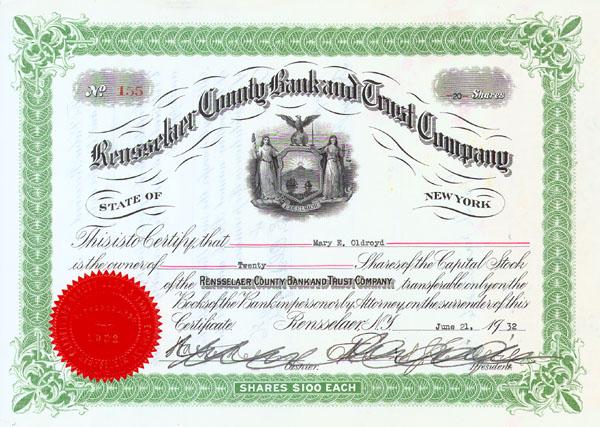 No 155
-20- Shares
Rensselaer County Bank and Trust Company
STATE OF NEW YORK
This is to Certify, that Mary E. Oldroyd
is the owner of Twenty Shares of the Capital Stock
of the RENSSELAER COUNTY BANK AND TRUST COMPANY, transferable only on the
Books of the Bank in person or by Attorney, on the surrender of this
Certificate Rensselaer, N.Y. June 21, 1932
Cashier. President.
SHARES $100 EACH